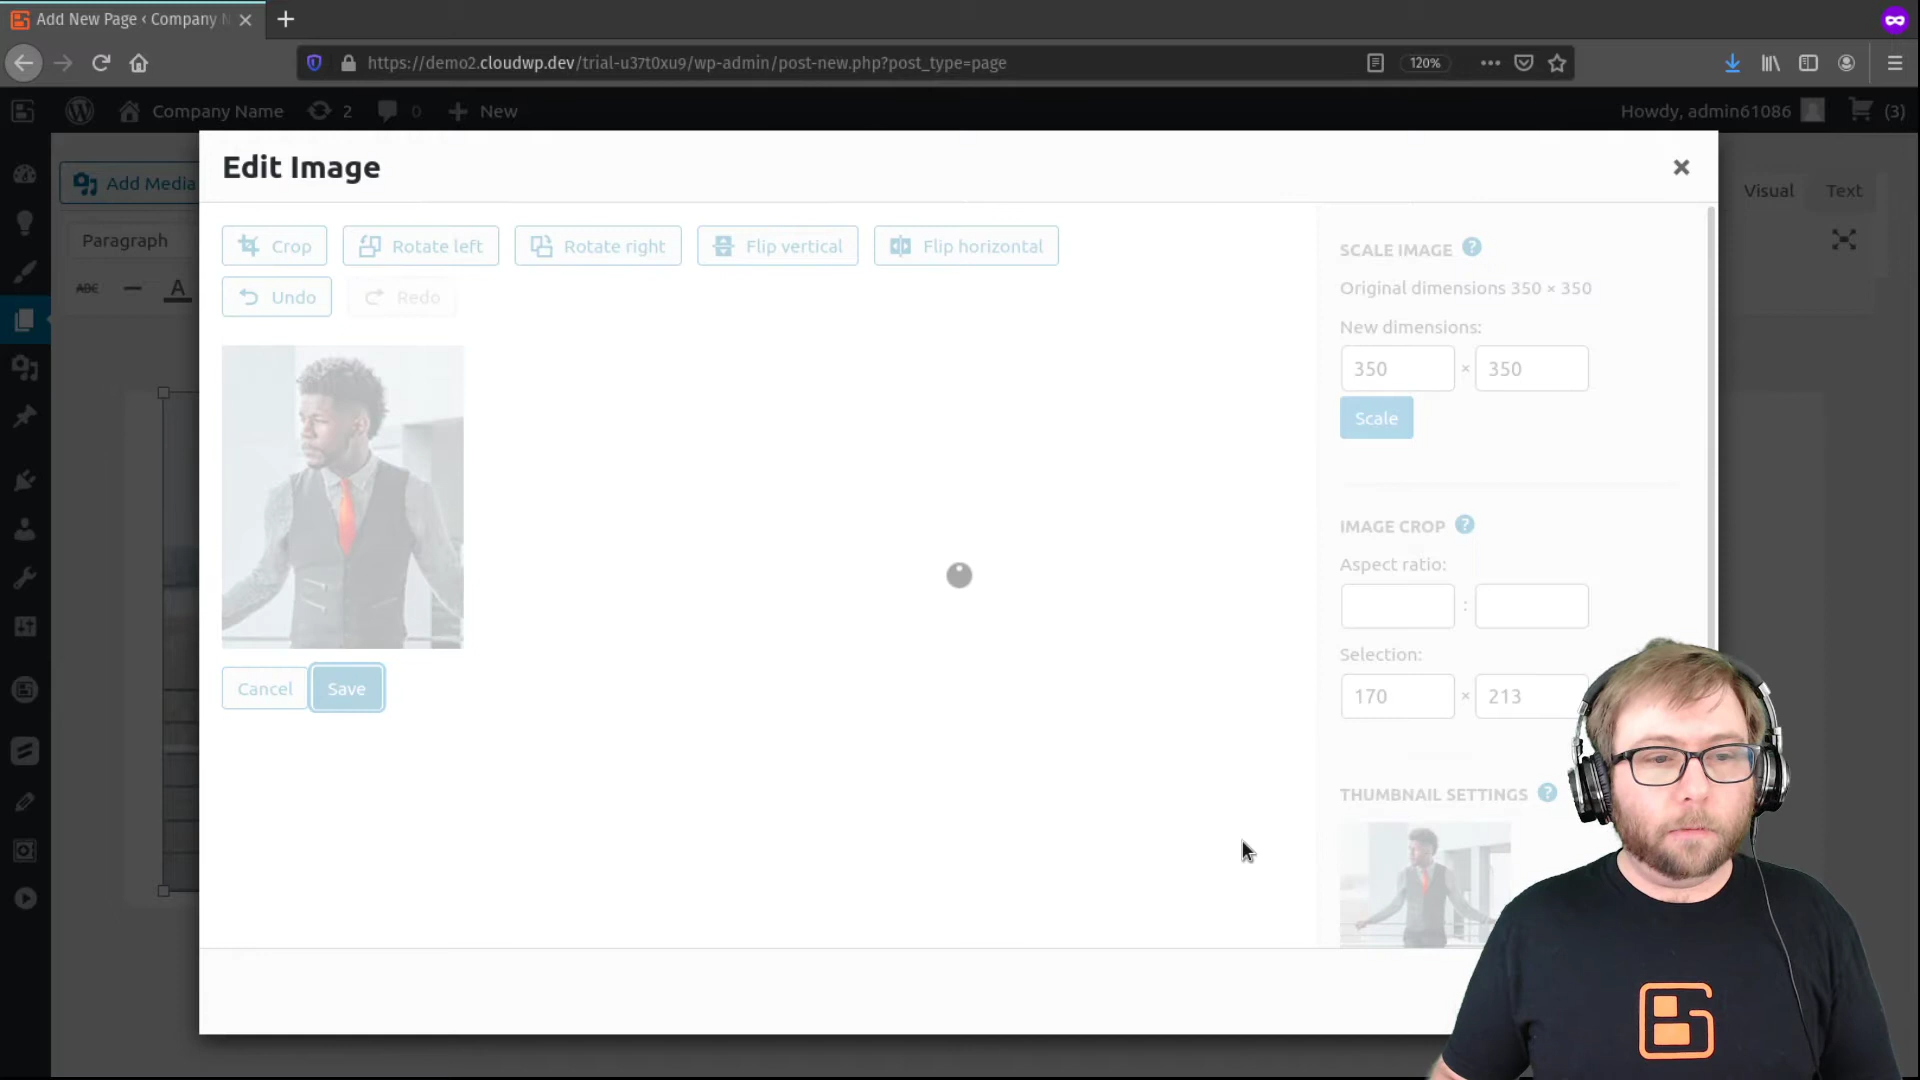 Add New Page ‹ Company N
https://demo2.cloudwp.dev/trial-u37t0xu9/wp-admin/post-new.php?post_type=page
120%
Company Name
2
0
New
Howdy, admin61086
(3)
Add Media
Visual
Text
Paragraph
ABC
A
Edit Image
Crop
Rotate left
Rotate right
Flip vertical
Flip horizontal
Undo
Redo
Cancel
Save
SCALE IMAGE ?
Original dimensions 350 × 350
New dimensions:
350 × 350
Scale
IMAGE CROP ?
Aspect ratio:
:
Selection:
170 × 213
THUMBNAIL SETTINGS ?